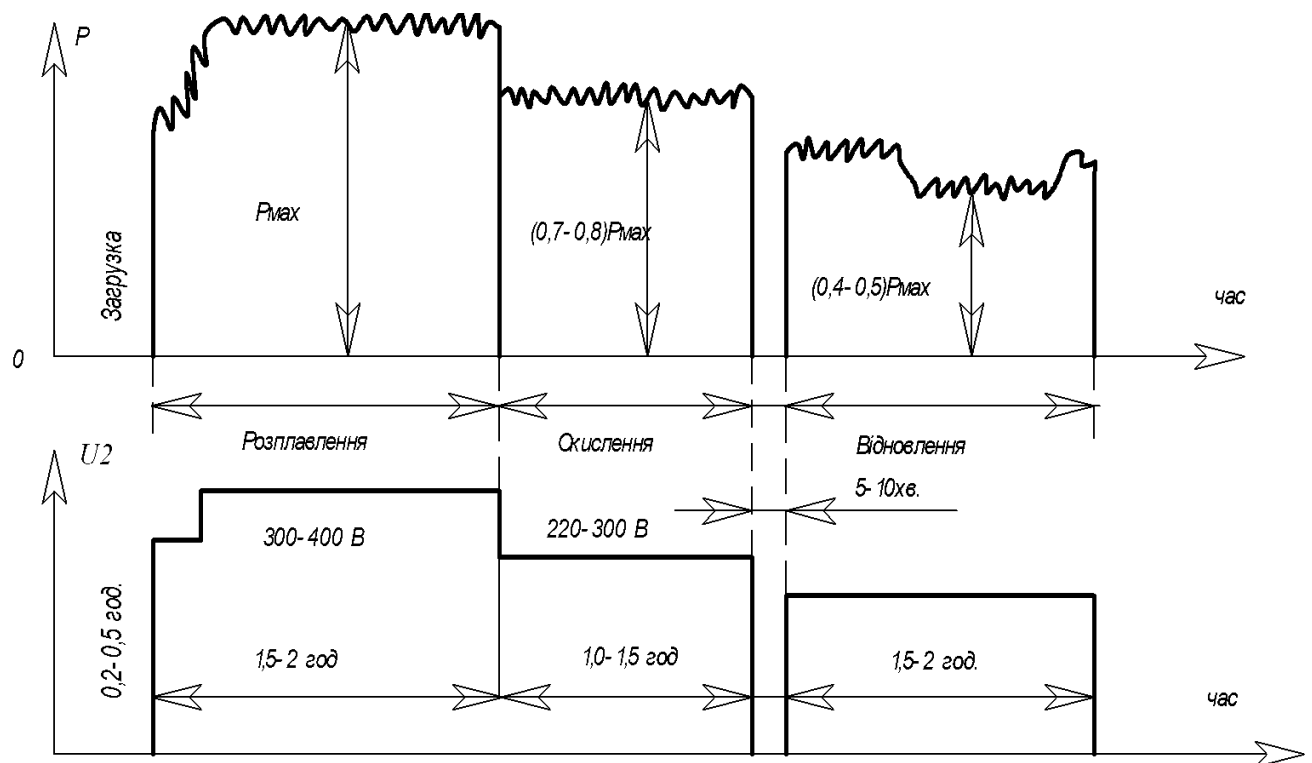 P
Pмах
(0,7-0,8)Pмах
(0,4-0,5)Pмах
Загрузка
час
0
Розплавлення
Окислення
Відновлення
U2
5-10хв.
300-400 В
220-300 В
0,2-0,5 год.
1,5-2 год
1,0-1,5 год
1,5-2 год.
час